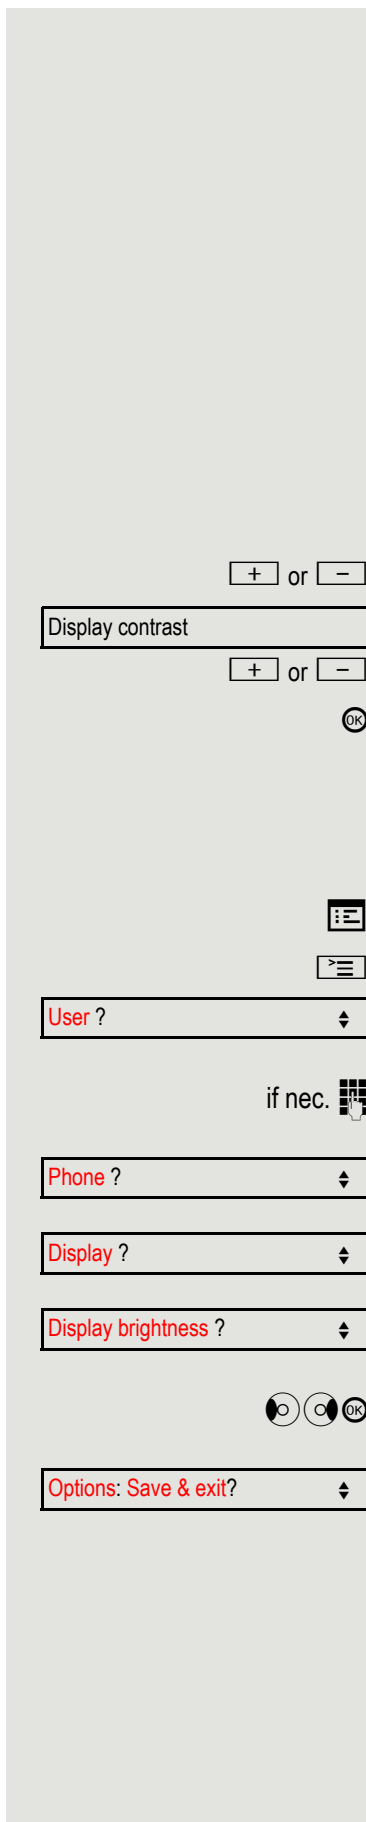 + or −
Display contrast
+ or −
OK
User ?
if nec.
Phone ?
Display ?
Display brightness ?
OK
Options: Save & exit?